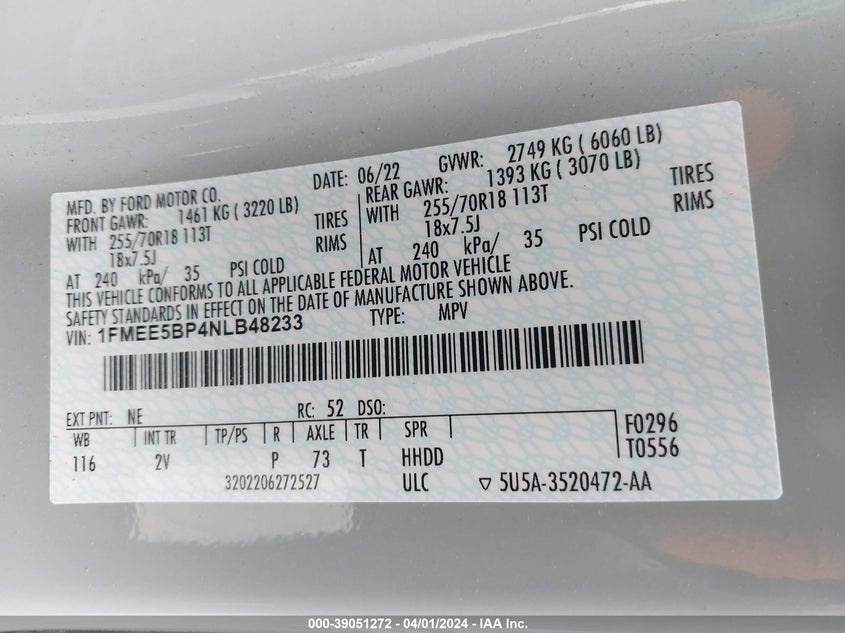 MFD. BY FORD MOTOR CO. DATE: 06/22 GVWR: 2749 KG ( 6060 LB)
FRONT GAWR: 1461 KG ( 3220 LB) REAR GAWR: 1393 KG ( 3070 LB)
WITH 255/70R18 113T TIRES WITH 255/70R18 113T TIRES
18x7.5J RIMS 18x7.5J RIMS
AT 240 kPa/ 35 PSI COLD AT 240 kPa/ 35 PSI COLD
THIS VEHICLE CONFORMS TO ALL APPLICABLE FEDERAL MOTOR VEHICLE
SAFETY STANDARDS IN EFFECT ON THE DATE OF MANUFACTURE SHOWN ABOVE.
VIN: 1FMEE5BP4NLB48233 TYPE: MPV
EXT PNT: NE RC: 52 DSO:
WB INT TR TP/PS R AXLE TR SPR F0296
116 2V P 73 T HHDD T0556
3202206272527 ULC ▽ 5U5A-3520472-AA
000-39051272 - 04/01/2024 - IAA Inc.